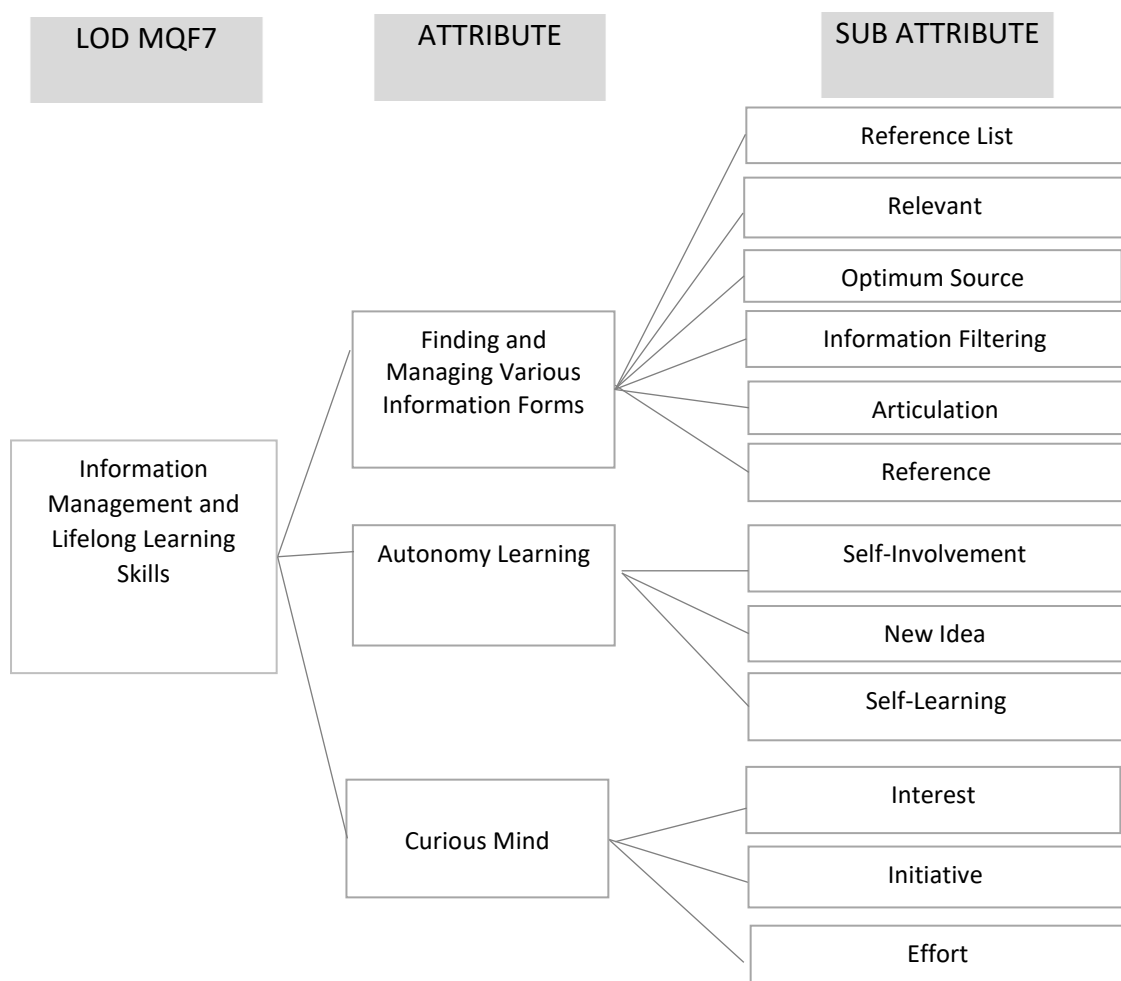 LOD MQF7
ATTRIBUTE
SUB ATTRIBUTE
Information
Management and
Lifelong Learning
Skills
Finding and
Managing Various
Information Forms
Autonomy Learning
Curious Mind
Reference List
Relevant
Optimum Source
Information Filtering
Articulation
Reference
Self-Involvement
New Idea
Self-Learning
Interest
Initiative
Effort